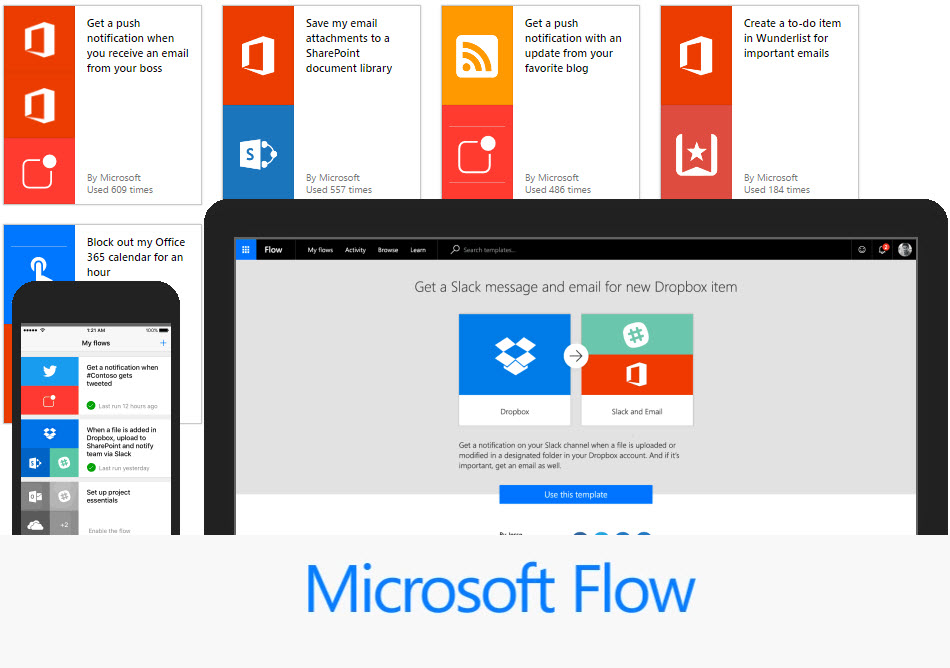 Get a push
notification when
you receive an email
from your boss
By Microsoft
Used 609 times
Save my email
attachments to a
SharePoint
document library
By Microsoft
Used 557 times
Get a push
notification with an
update from your
favorite blog
By Microsoft
Used 486 times
Create a to-do item
in Wunderlist for
important emails
By Microsoft
Used 184 times
Block out my Office
365 calendar for an
hour
1:21 AM
100%
My flows
+
Get a notification when
#Contoso gets
tweeted
Last run 12 hours ago
When a file is added in
Dropbox, upload to
SharePoint and notify
team via Slack
Last run yesterday
Set up project
essentials
+2
Enable the flow
Flow
My flows
Activity
Browse
Learn
Search templates...
2
Get a Slack message and email for new Dropbox item
Dropbox
Slack and Email
Get a notification on your Slack channel when a file is uploaded or
modified in a designated folder in your Dropbox account. And if it's
important, get an email as well.
Use this template
Microsoft Flow